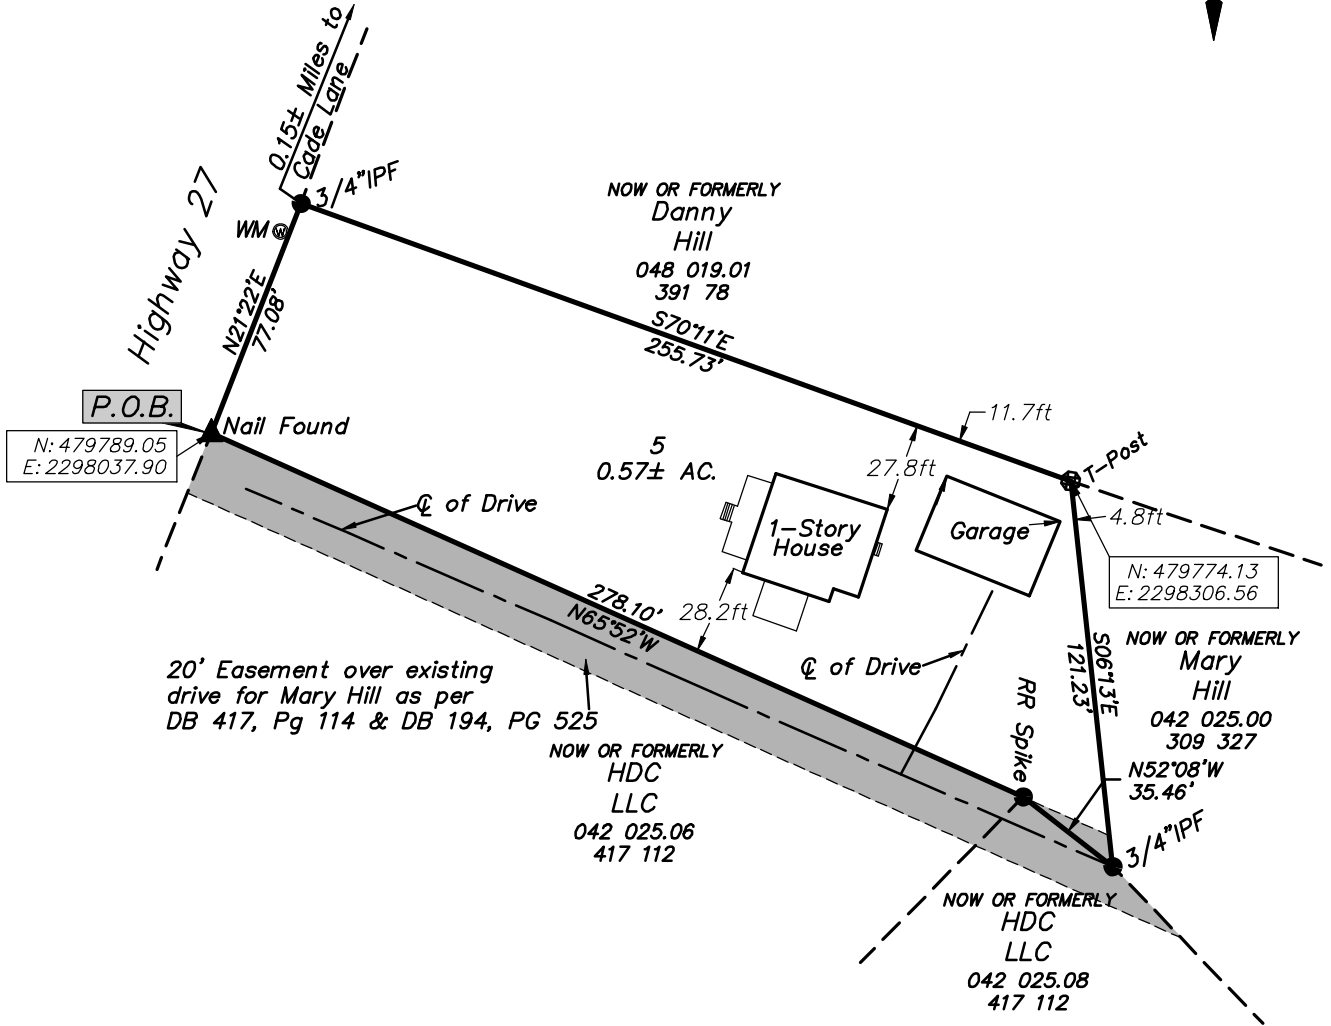 0.15± Miles to
Cade Lane
3/4"IPF
WM W
Highway 27
N21°22'E
77.08'
NOW OR FORMERLY
Danny
Hill
048 019.01
391 78
S70°11'E
255.73'
P.O.B.
Nail Found
N: 479789.05
E: 2298037.90
5
0.57± AC.
11.7ft
27.8ft
T-Post
4.8ft
℄ of Drive
1-Story
House
Garage
N: 479774.13
E: 2298306.56
278.10'
N65°52'W
28.2ft
℄ of Drive
S06°13'E
121.23'
NOW OR FORMERLY
Mary
Hill
042 025.00
309 327
20' Easement over existing
drive for Mary Hill as per
DB 417, Pg 114 & DB 194, PG 525
RR Spike
NOW OR FORMERLY
HDC
LLC
042 025.06
417 112
N52°08'W
35.46'
3/4"IPF
NOW OR FORMERLY
HDC
LLC
042 025.08
417 112